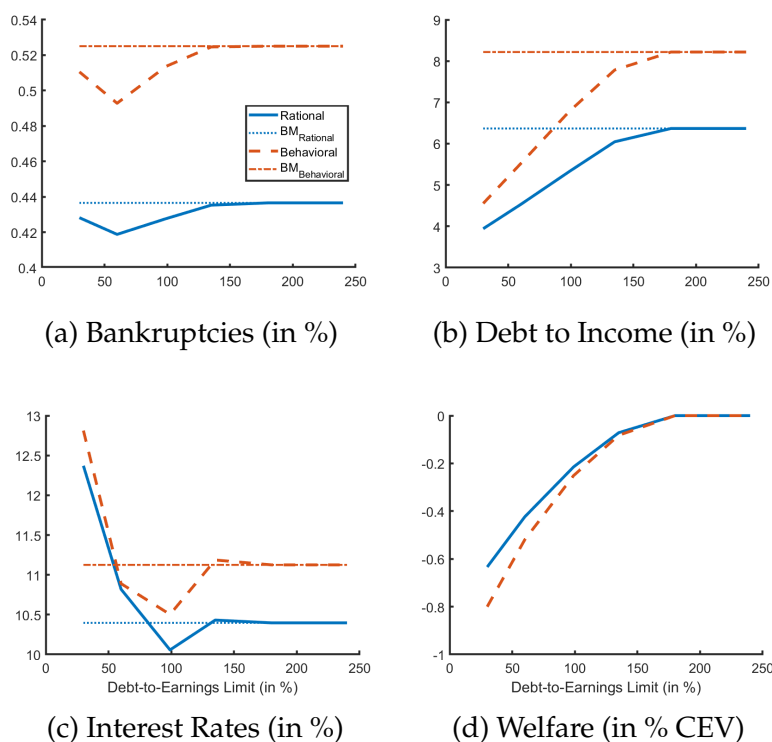 0.54
0.52
0.5
0.48
0.46
0.44
0.42
0.4
0 50 100 150 200 250
Rational
BM_Rational
Behavioral
BM_Behavioral
(a) Bankruptcies (in %)
9
8
7
6
5
4
3
0 50 100 150 200 250
(b) Debt to Income (in %)
13
12.5
12
11.5
11
10.5
10
0 50 100 150 200 250
Debt-to-Earnings Limit (in %)
(c) Interest Rates (in %)
0
-0.2
-0.4
-0.6
-0.8
-1
0 50 100 150 200 250
Debt-to-Earnings Limit (in %)
(d) Welfare (in % CEV)